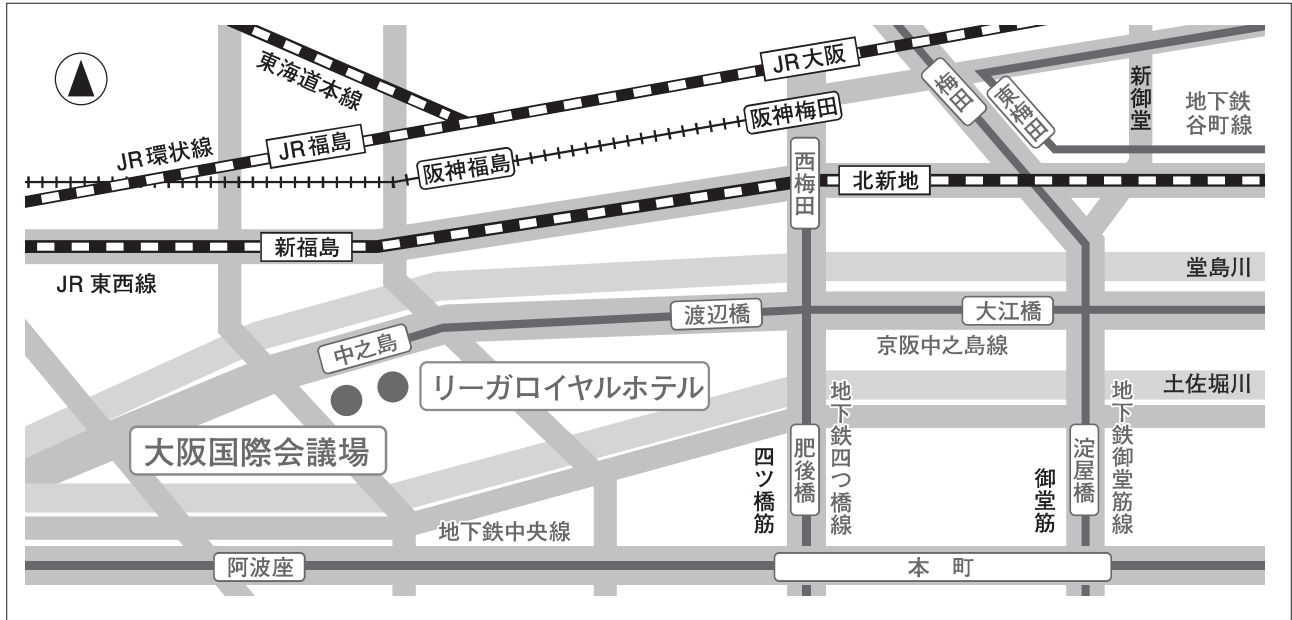 東海道本線
JR大阪
梅田
東梅田
新御堂
地下鉄
谷町線
阪神梅田
JR環状線
JR福島
阪神福島
西梅田
北新地
新福島
JR 東西線
堂島川
渡辺橋
大江橋
中之島
京阪中之島線
リーガロイヤルホテル
土佐堀川
大阪国際会議場
四ツ橋筋
肥後橋
地下鉄四つ橋線
御堂筋
淀屋橋
地下鉄御堂筋線
地下鉄中央線
阿波座
本 町